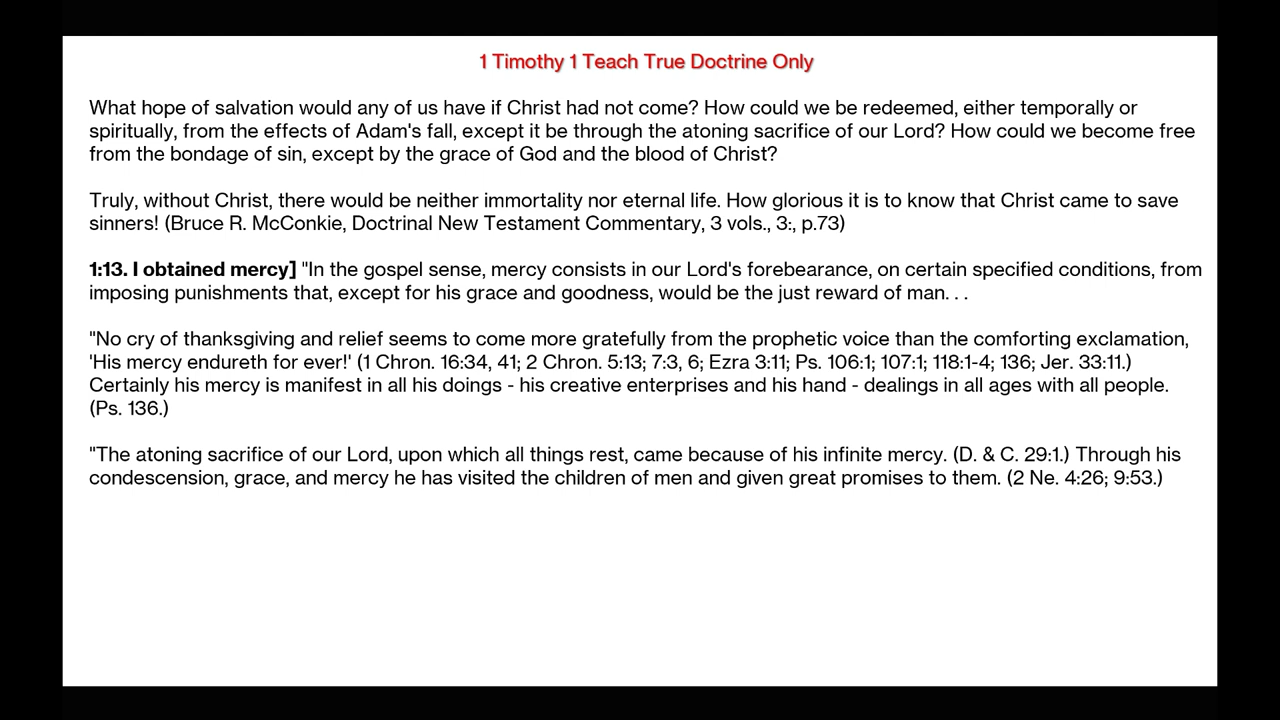 1 Timothy 1 Teach True Doctrine Only
What hope of salvation would any of us have if Christ had not come? How could we be redeemed, either temporally or
spiritually, from the effects of Adam's fall, except it be through the atoning sacrifice of our Lord? How could we become free
from the bondage of sin, except by the grace of God and the blood of Christ?
Truly, without Christ, there would be neither immortality nor eternal life. How glorious it is to know that Christ came to save
sinners! (Bruce R. McConkie, Doctrinal New Testament Commentary, 3 vols., 3:, p.73)
1:13. I obtained mercy] "In the gospel sense, mercy consists in our Lord's forebearance, on certain specified conditions, from
imposing punishments that, except for his grace and goodness, would be the just reward of man. . .
"No cry of thanksgiving and relief seems to come more gratefully from the prophetic voice than the comforting exclamation,
'His mercy endureth for ever!' (1 Chron. 16:34, 41; 2 Chron. 5:13; 7:3, 6; Ezra 3:11; Ps. 106:1; 107:1; 118:1-4; 136; Jer. 33:11.)
Certainly his mercy is manifest in all his doings - his creative enterprises and his hand - dealings in all ages with all people.
(Ps. 136.)
"The atoning sacrifice of our Lord, upon which all things rest, came because of his infinite mercy. (D. & C. 29:1.) Through his
condescension, grace, and mercy he has visited the children of men and given great promises to them. (2 Ne. 4:26; 9:53.)